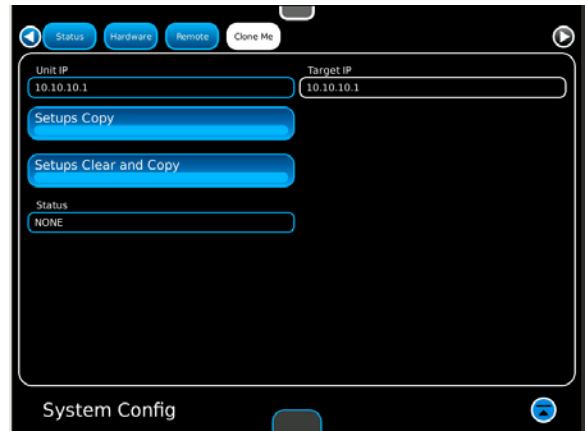 Status Hardware Remote Clone Me
Unit IP Target IP
10.10.10.1 10.10.10.1
Setups Copy
Setups Clear and Copy
Status
NONE
System Config